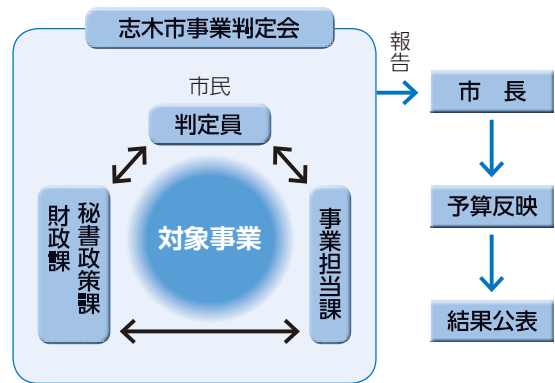 志木市事業判定会
報告
市民
判定員
市　長
秘書政策課
財政課
対象事業
事業担当課
予算反映
結果公表